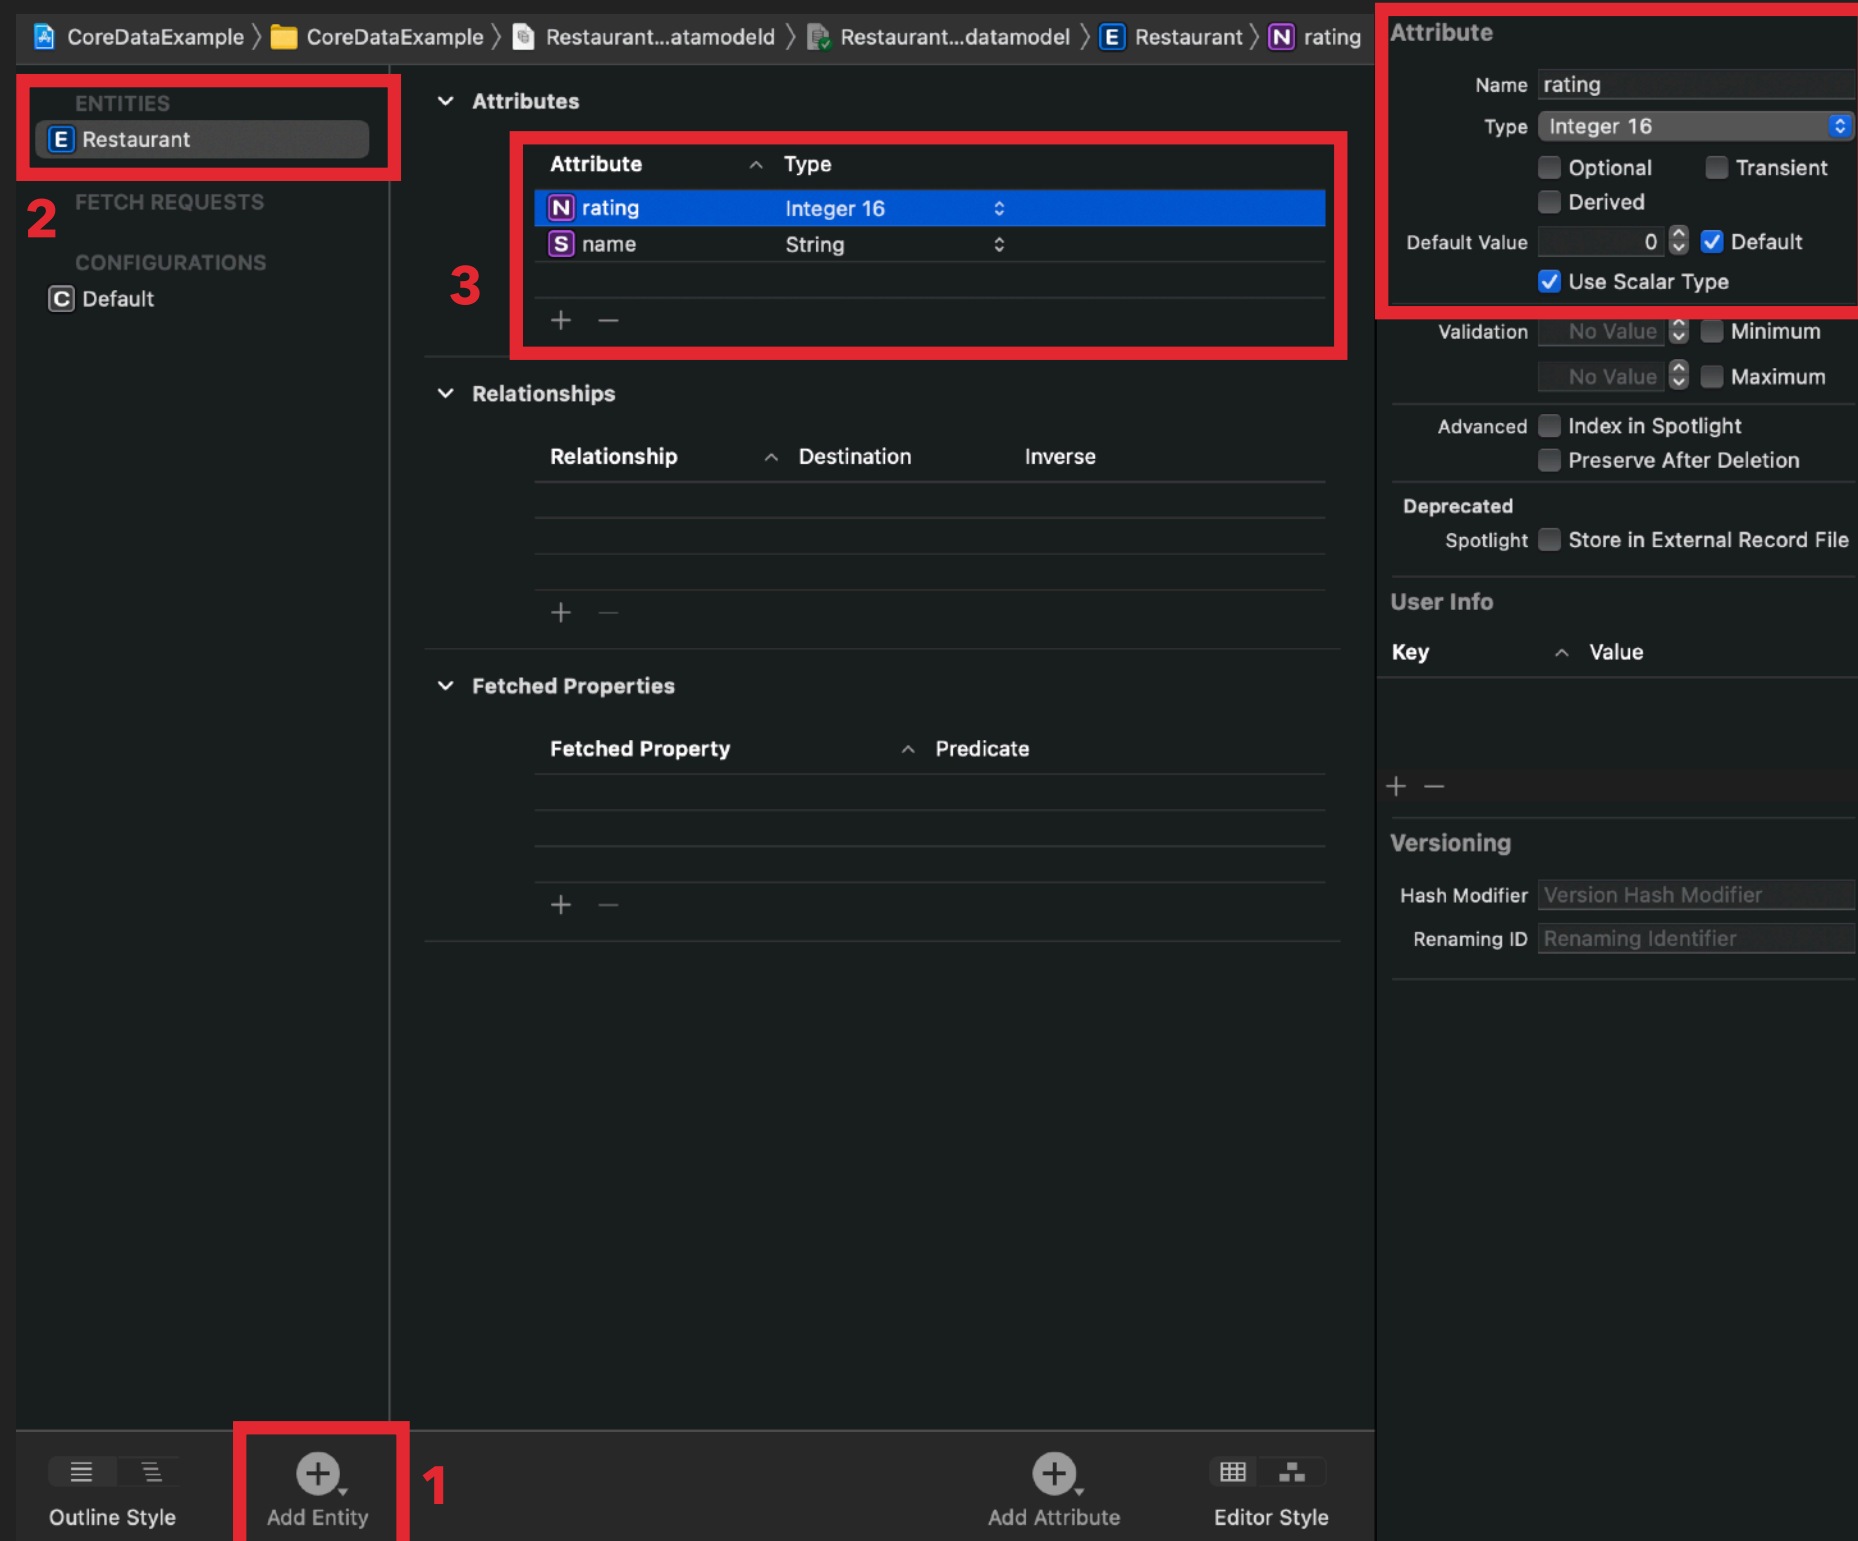 CoreDataExample 〉 CoreDataExample 〉 Restaurant...atamodeld 〉 Restaurant...datamodel 〉 E Restaurant 〉 N rating
ENTITIES
E Restaurant
2
FETCH REQUESTS
CONFIGURATIONS
C Default
Attributes
Attribute Type
N rating Integer 16
S name String
3
+ −
Relationships
Relationship Destination Inverse
+ −
Fetched Properties
Fetched Property Predicate
+ −
Outline Style
Add Entity
1
Add Attribute
Editor Style
Attribute
Name rating
Type Integer 16
Optional Transient
Derived
Default Value 0 Default
Use Scalar Type
Validation No Value Minimum
No Value Maximum
Advanced Index in Spotlight
Preserve After Deletion
Deprecated
Spotlight Store in External Record File
User Info
Key Value
+ −
Versioning
Hash Modifier Version Hash Modifier
Renaming ID Renaming Identifier